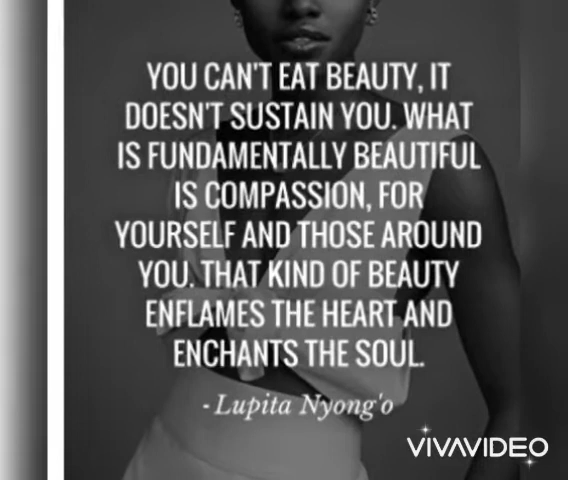 YOU CAN'T EAT BEAUTY, IT
DOESN'T SUSTAIN YOU. WHAT
IS FUNDAMENTALLY BEAUTIFUL
IS COMPASSION, FOR
YOURSELF AND THOSE AROUND
YOU. THAT KIND OF BEAUTY
ENFLAMES THE HEART AND
ENCHANTS THE SOUL.
- Lupita Nyong'o
VIVAVIDEO